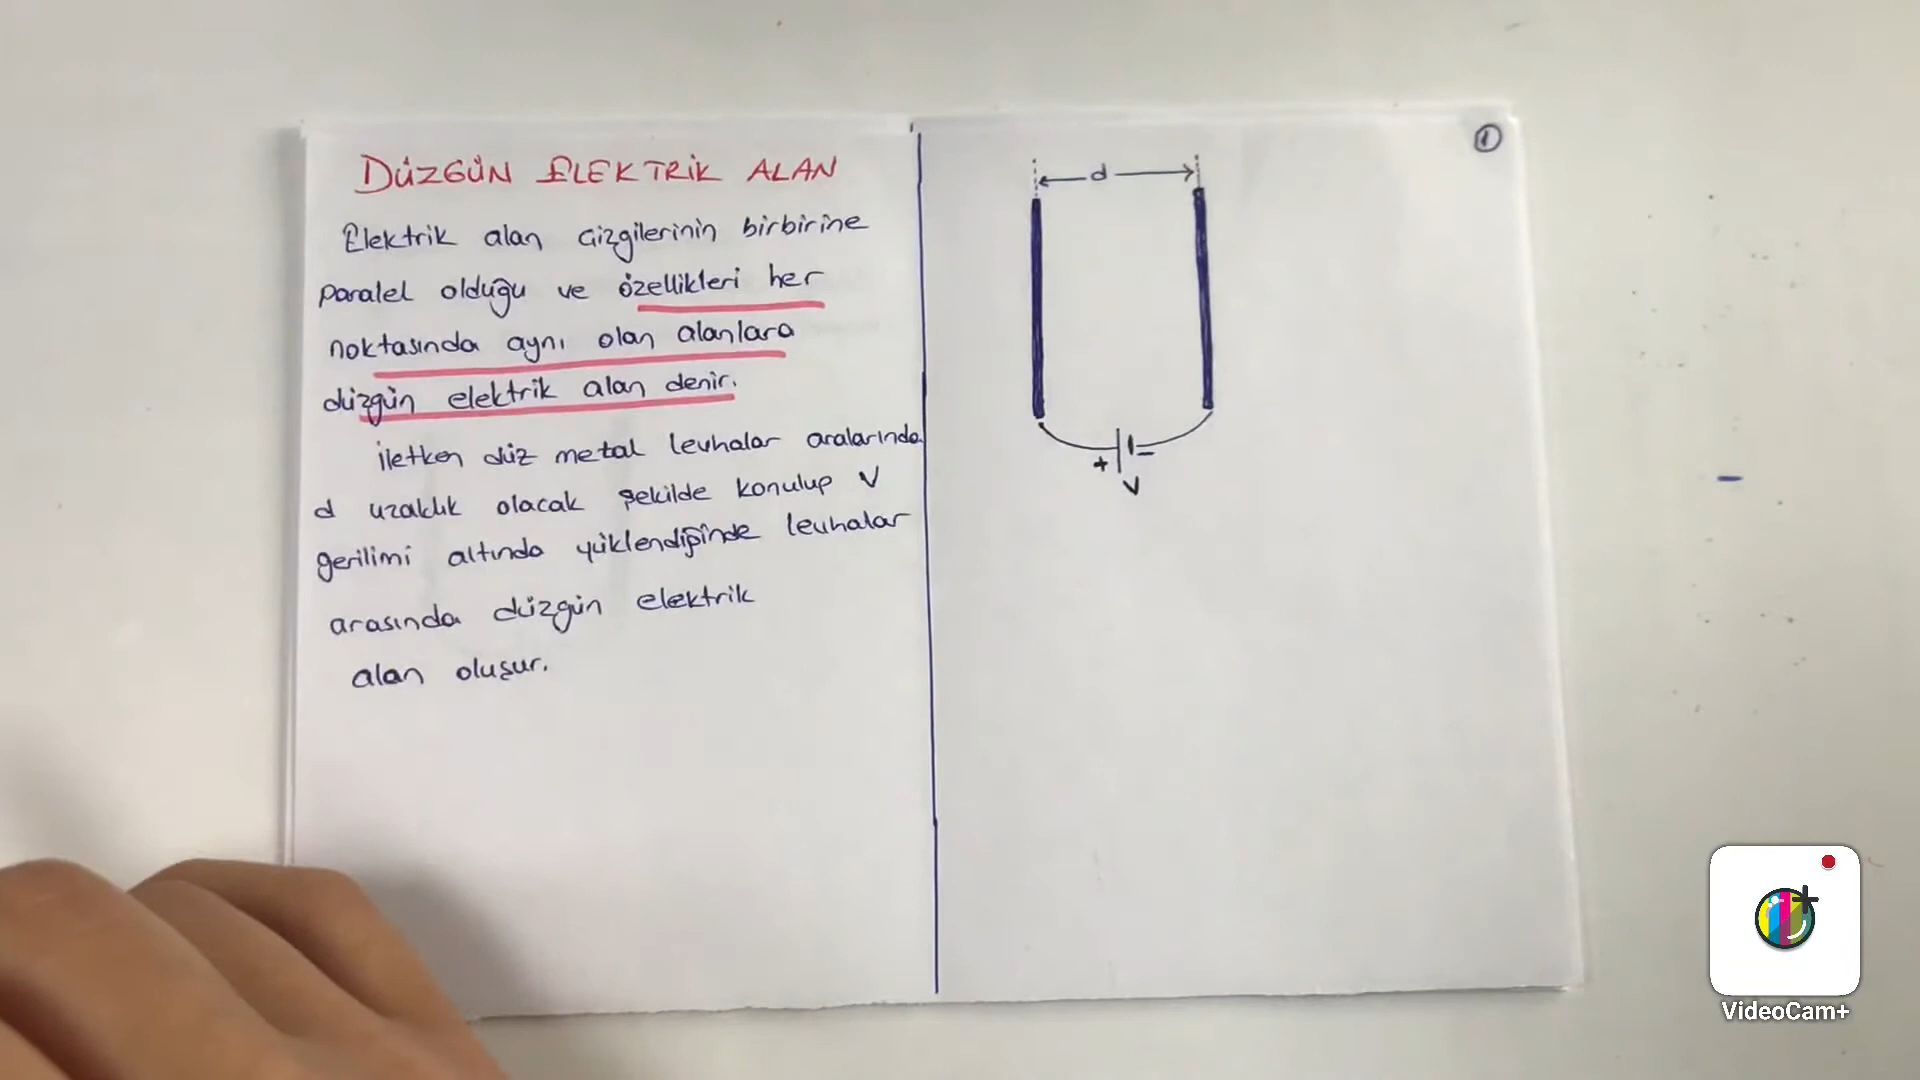 DÜZGÜN ELEKTRİK ALAN
Elektrik alan çizgilerinin birbirine
paralel olduğu ve özellikleri her
noktasında aynı olan alanlara
düzgün elektrik alan denir.
iletken düz metal levhalar aralarında
d uzaklık olacak şekilde konulup V
gerilimi altında yüklendiğinde levhalar
arasında düzgün elektrik
alan oluşur.
1
d
+ -
V
VideoCam+